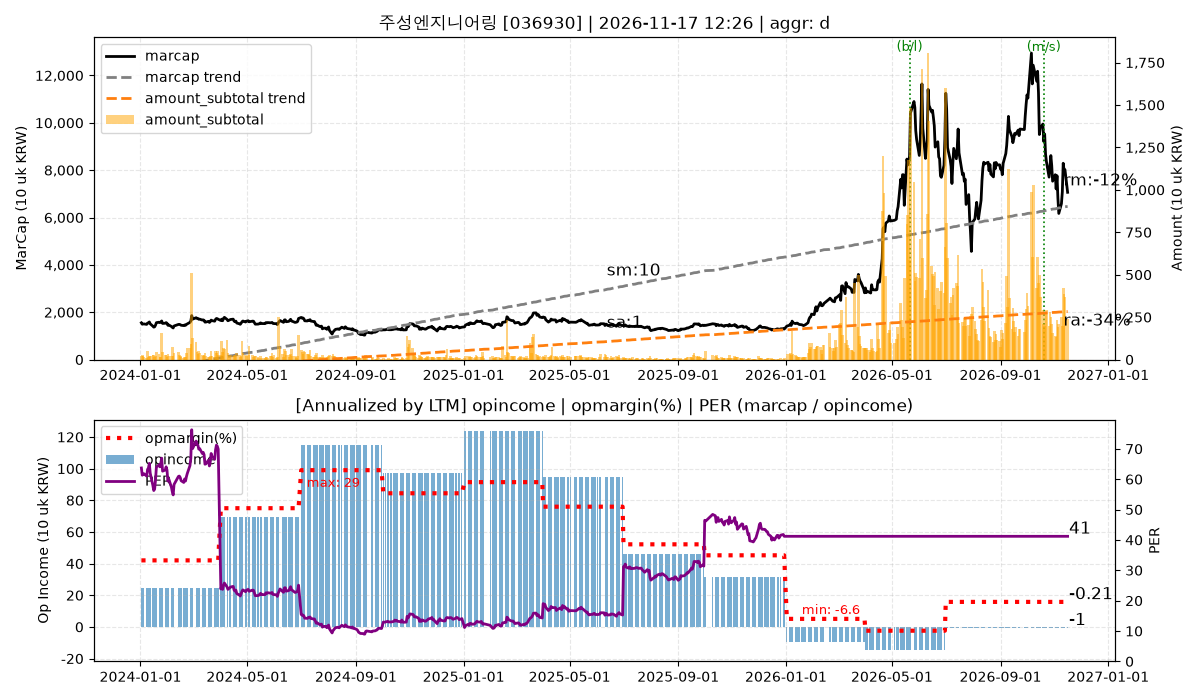 주성엔지니어링 [036930] | 2026-11-17 12:26 | aggr: d
marcap
marcap trend
amount_subtotal trend
amount_subtotal
(b/l)
(m/s)
MarCap (10 uk KRW)
12,000
10,000
8,000
6,000
4,000
2,000
0
1,750
1,500
1,250
1,000
750
500
250
0
Amount (10 uk KRW)
rm:-12%
sm:10
sa:1
ra:-34%
2024-01-01
2024-05-01
2024-09-01
2025-01-01
2025-05-01
2025-09-01
2026-01-01
2026-05-01
2026-09-01
2027-01-01
[Annualized by LTM] opincome | opmargin(%) | PER (marcap / opincome)
opmargin(%)
opincome
PER
Op Income (10 uk KRW)
120
100
80
60
40
20
0
-20
70
60
50
40
30
20
10
0
PER
max: 29
min: -6.6
41
-0.21
-1
2024-01-01
2024-05-01
2024-09-01
2025-01-01
2025-05-01
2025-09-01
2026-01-01
2026-05-01
2026-09-01
2027-01-01